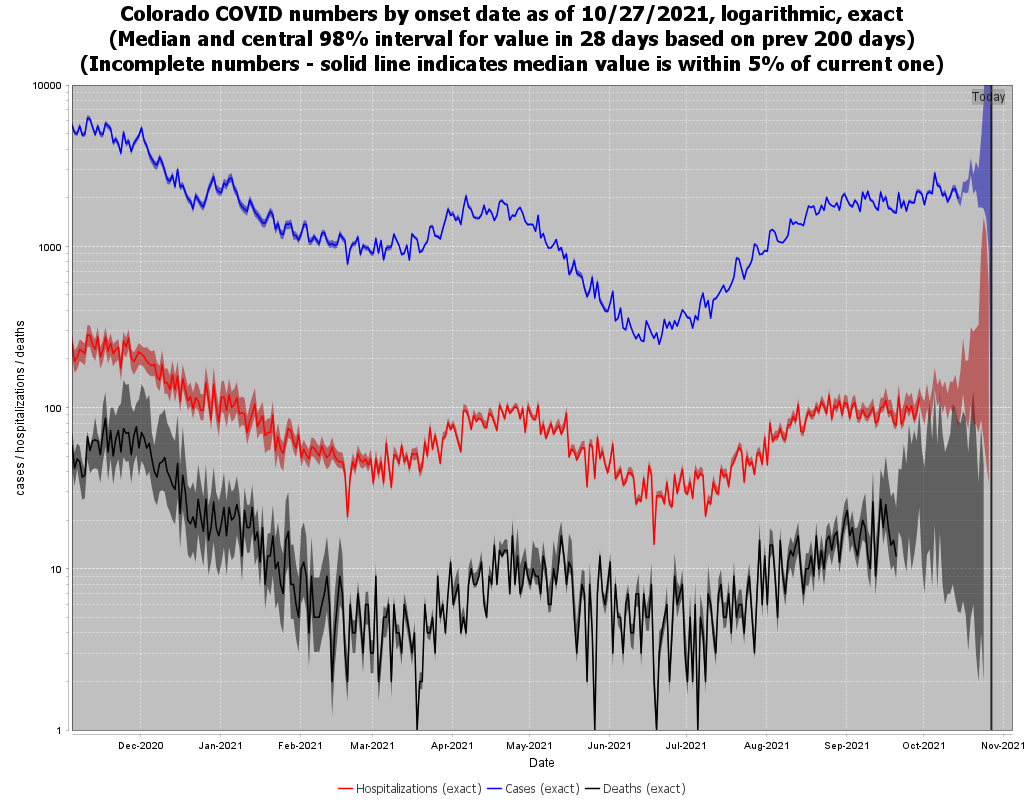 Colorado COVID numbers by onset date as of 10/27/2021, logarithmic, exact
(Median and central 98% interval for value in 28 days based on prev 200 days)
(Incomplete numbers - solid line indicates median value is within 5% of current one)
Today
cases / hospitalizations / deaths
10000
1000
100
10
1
Dec-2020 Jan-2021 Feb-2021 Mar-2021 Apr-2021 May-2021 Jun-2021 Jul-2021 Aug-2021 Sep-2021 Oct-2021 Nov-2021
Date
Hospitalizations (exact) Cases (exact) Deaths (exact)